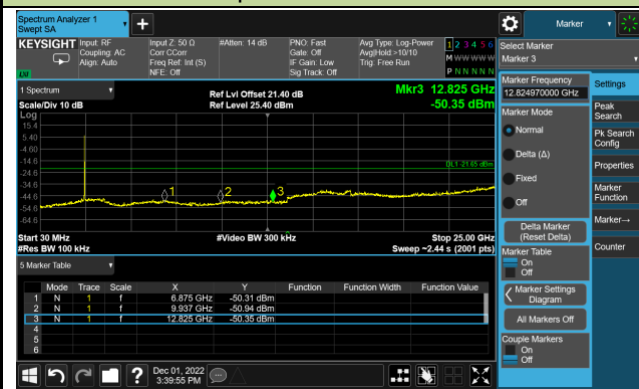 Spectrum Analyzer 1
Swept SA
Marker
KEYSIGHT
Input: RF
Coupling: AC
Align: Auto
Input Z: 50 Ω
Corr CCorr
Freq Ref: Int (S)
NFE: Off
#Atten: 14 dB
PNO: Fast
Gate: Off
IF Gain: Low
Sig Track: Off
Avg Type: Log-Power
Avg|Hold >10/10
Trig: Free Run
1 2 3 4 5 6
M W W W W W
P N N N N N
Select Marker
Marker 3
LXI
1 Spectrum
Scale/Div 10 dB
Ref Lvl Offset 21.40 dB
Ref Level 25.40 dBm
Mkr3 12.825 GHz
-50.35 dBm
Log
15.4
5.40
-4.60
-14.6
-24.6
-34.6
-44.6
-54.6
-64.6
DL1 -21.65 dBm
1
2
3
Start 30 MHz
#Video BW 300 kHz
Stop 25.00 GHz
#Res BW 100 kHz
Sweep ~2.44 s (2001 pts)
5 Marker Table
Mode Trace Scale X Y Function Function Width Function Value
1 N 1 f 6.875 GHz -50.31 dBm
2 N 1 f 9.937 GHz -50.94 dBm
3 N 1 f 12.825 GHz -50.35 dBm
4
5
6
Dec 01, 2022
3:39:55 PM
Marker Frequency
12.824970000 GHz
Marker Mode
Normal
Delta (Δ)
Fixed
Off
Delta Marker
(Reset Delta)
Marker Table
On
Off
Marker Settings
Diagram
All Markers Off
Couple Markers
On
Off
Settings
Peak
Search
Pk Search
Config
Properties
Marker
Function
Marker→
Counter